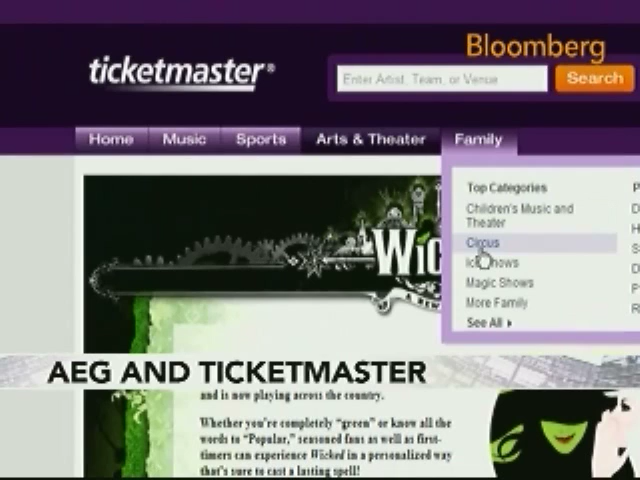 Bloomberg
ticketmaster®
Enter Artist, Team, or Venue
Search
Home Music Sports Arts & Theater Family
Top Categories
Children's Music and
Theater
Circus
Magic Shows
More Family
See All
AEG AND TICKETMASTER
and is now playing across the country.
Whether you're completely "green" or know all the
words to "Popular," seasoned fans as well as first-
timers can experience Wicked in a personalized way
that's sure to cast a lasting spell!